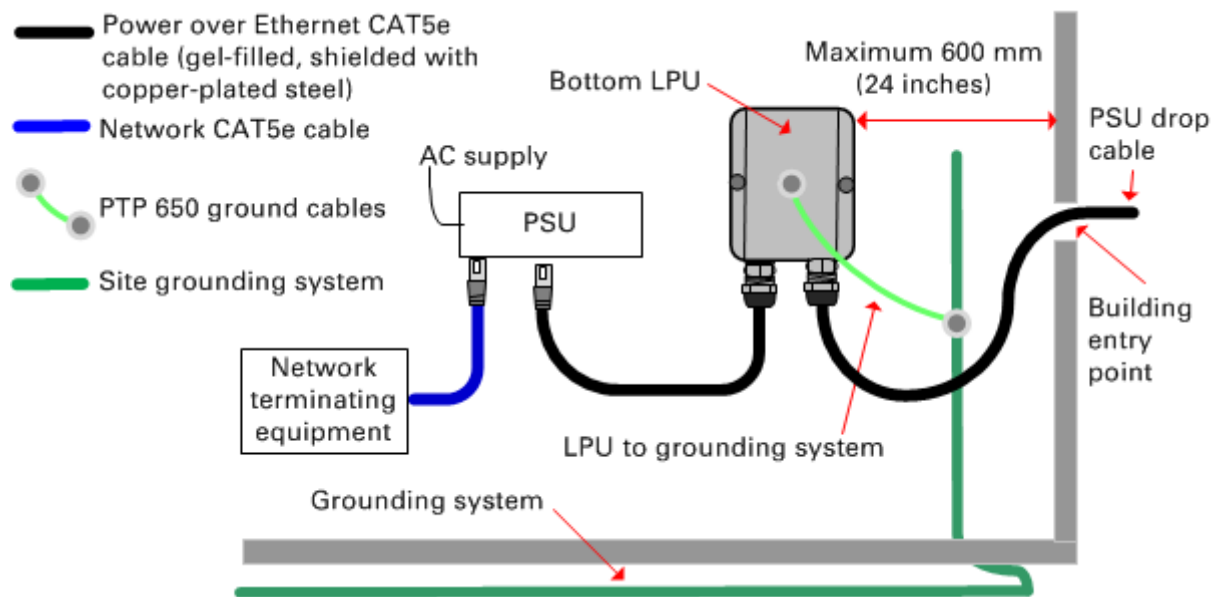 Power over Ethernet CAT5e
cable (gel-filled, shielded with
copper-plated steel)
Network CAT5e cable
PTP 650 ground cables
Site grounding system
AC supply
PSU
Network
terminating
equipment
Bottom LPU
Maximum 600 mm
(24 inches)
PSU drop
cable
Building
entry
point
LPU to grounding system
Grounding system